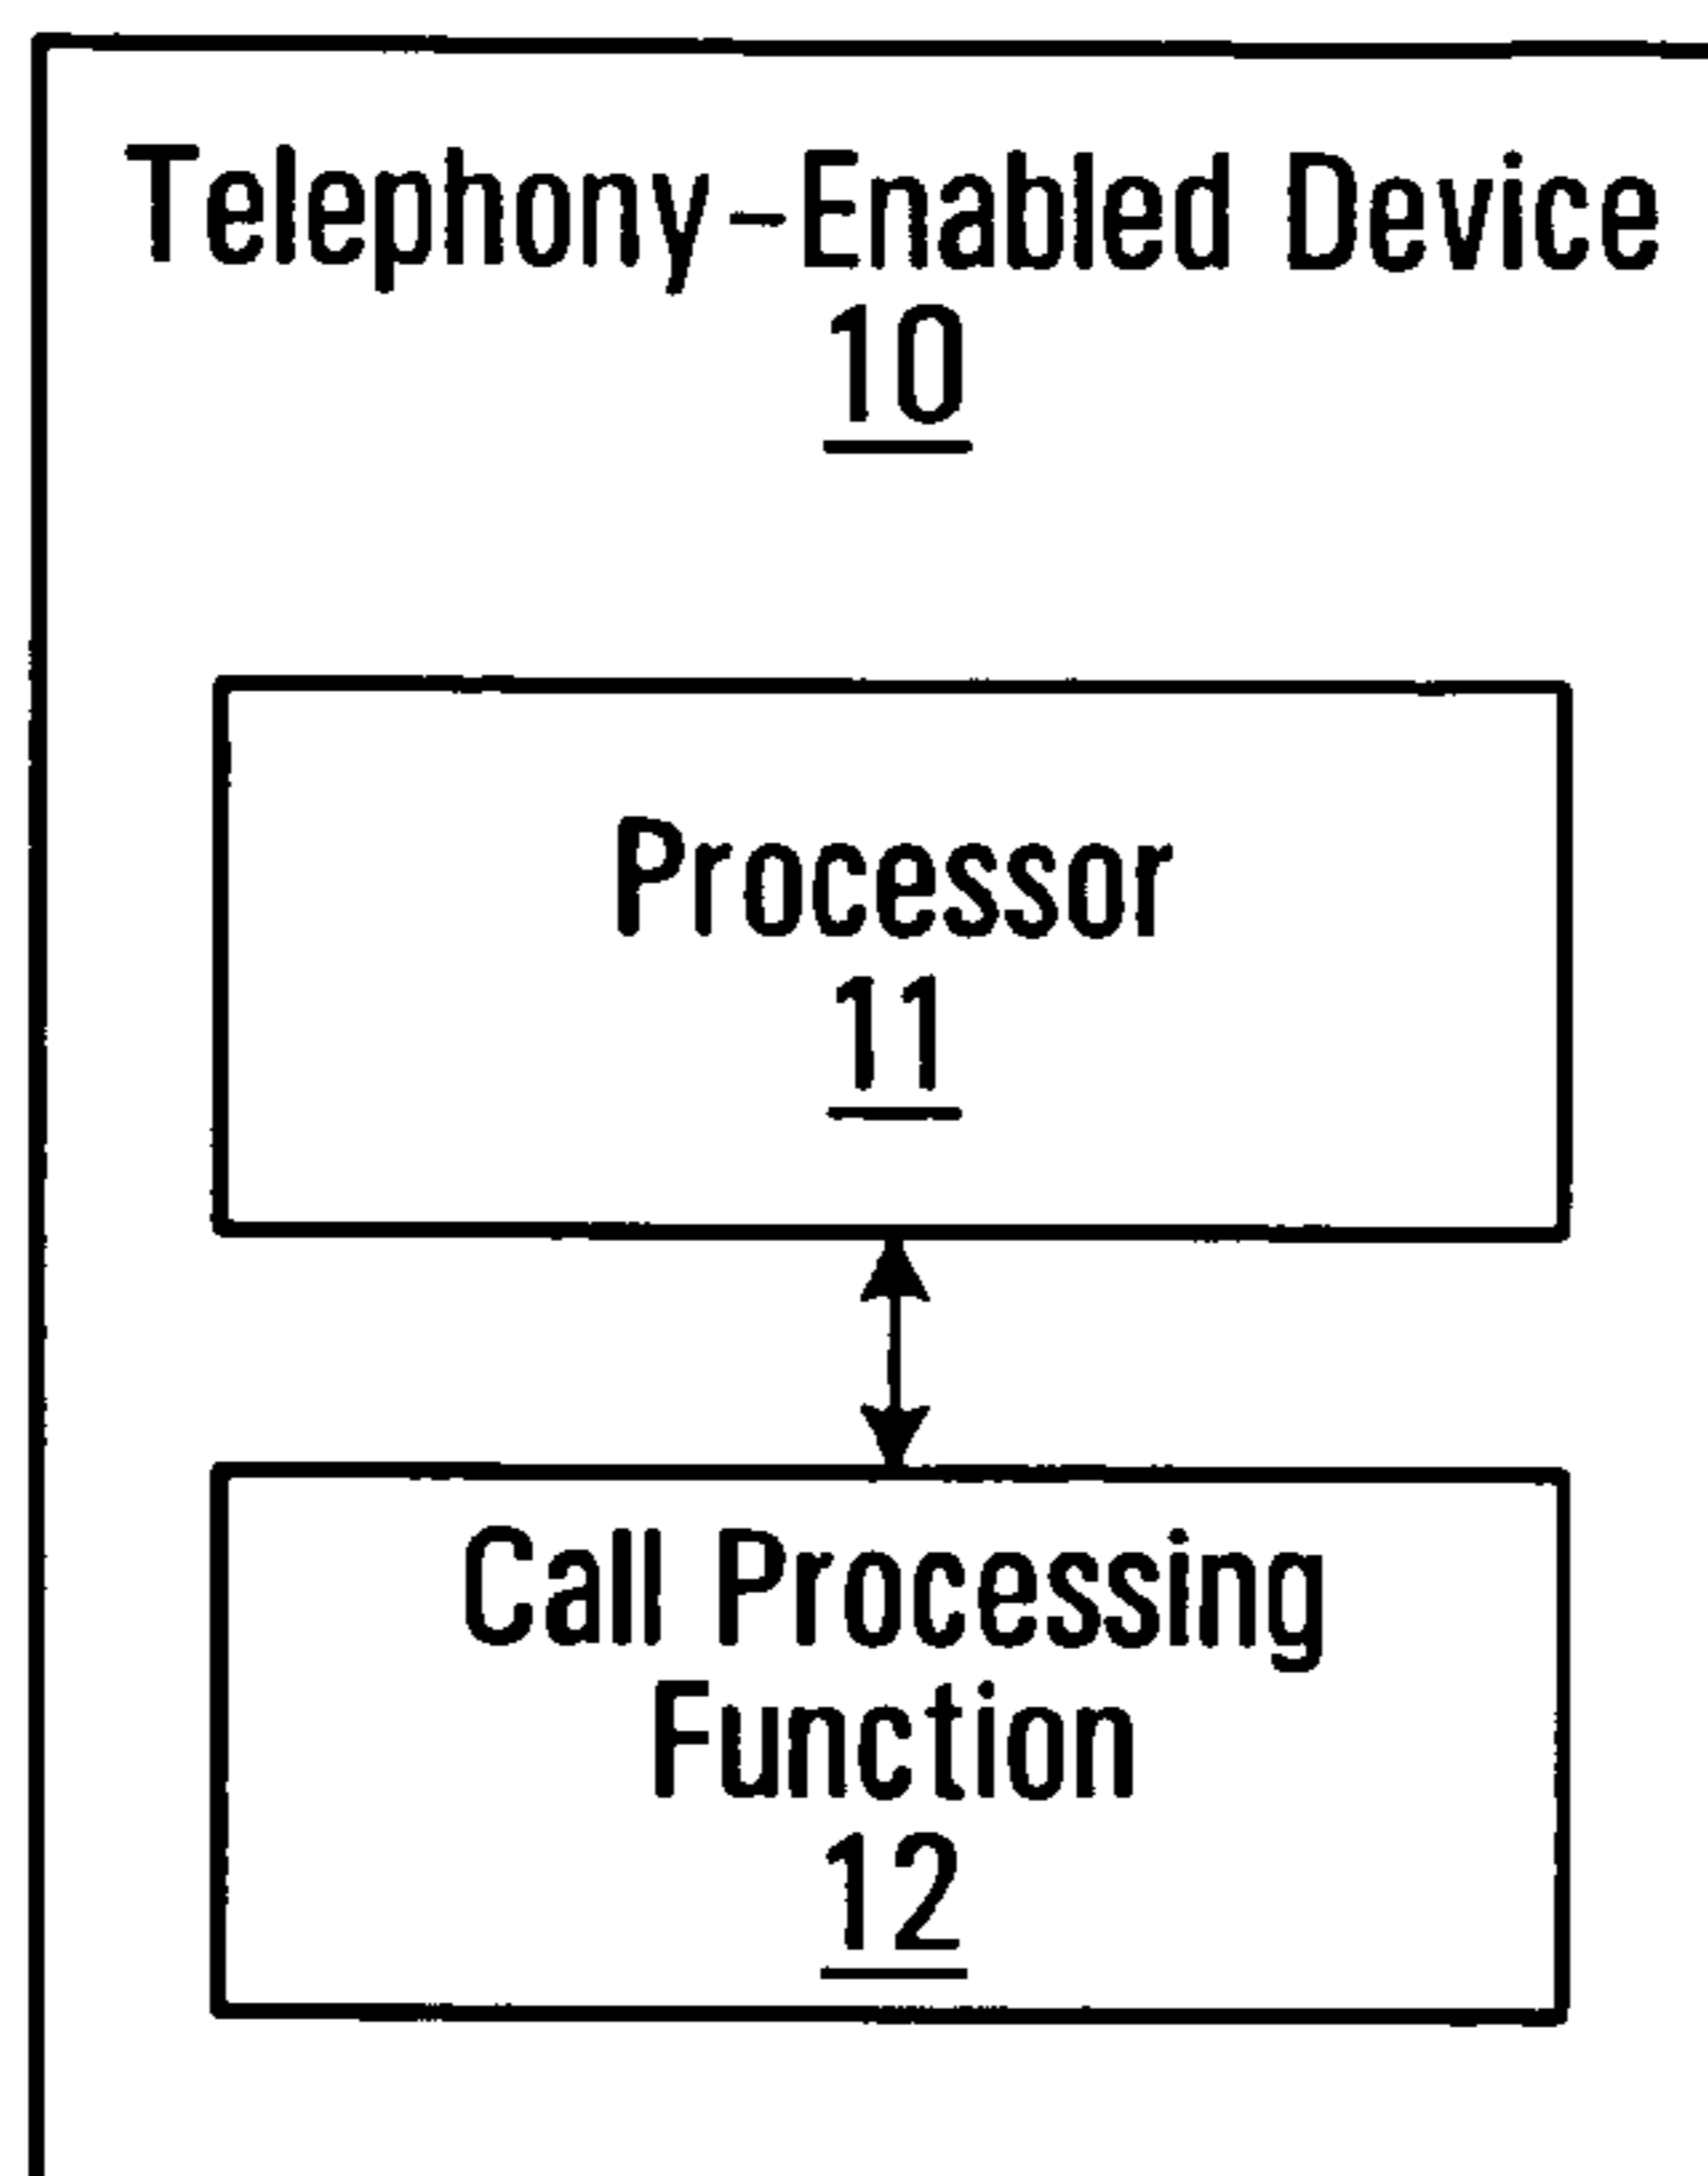 Telephony-Enabled Device
10
Processor
11
Call Processing
Function
12